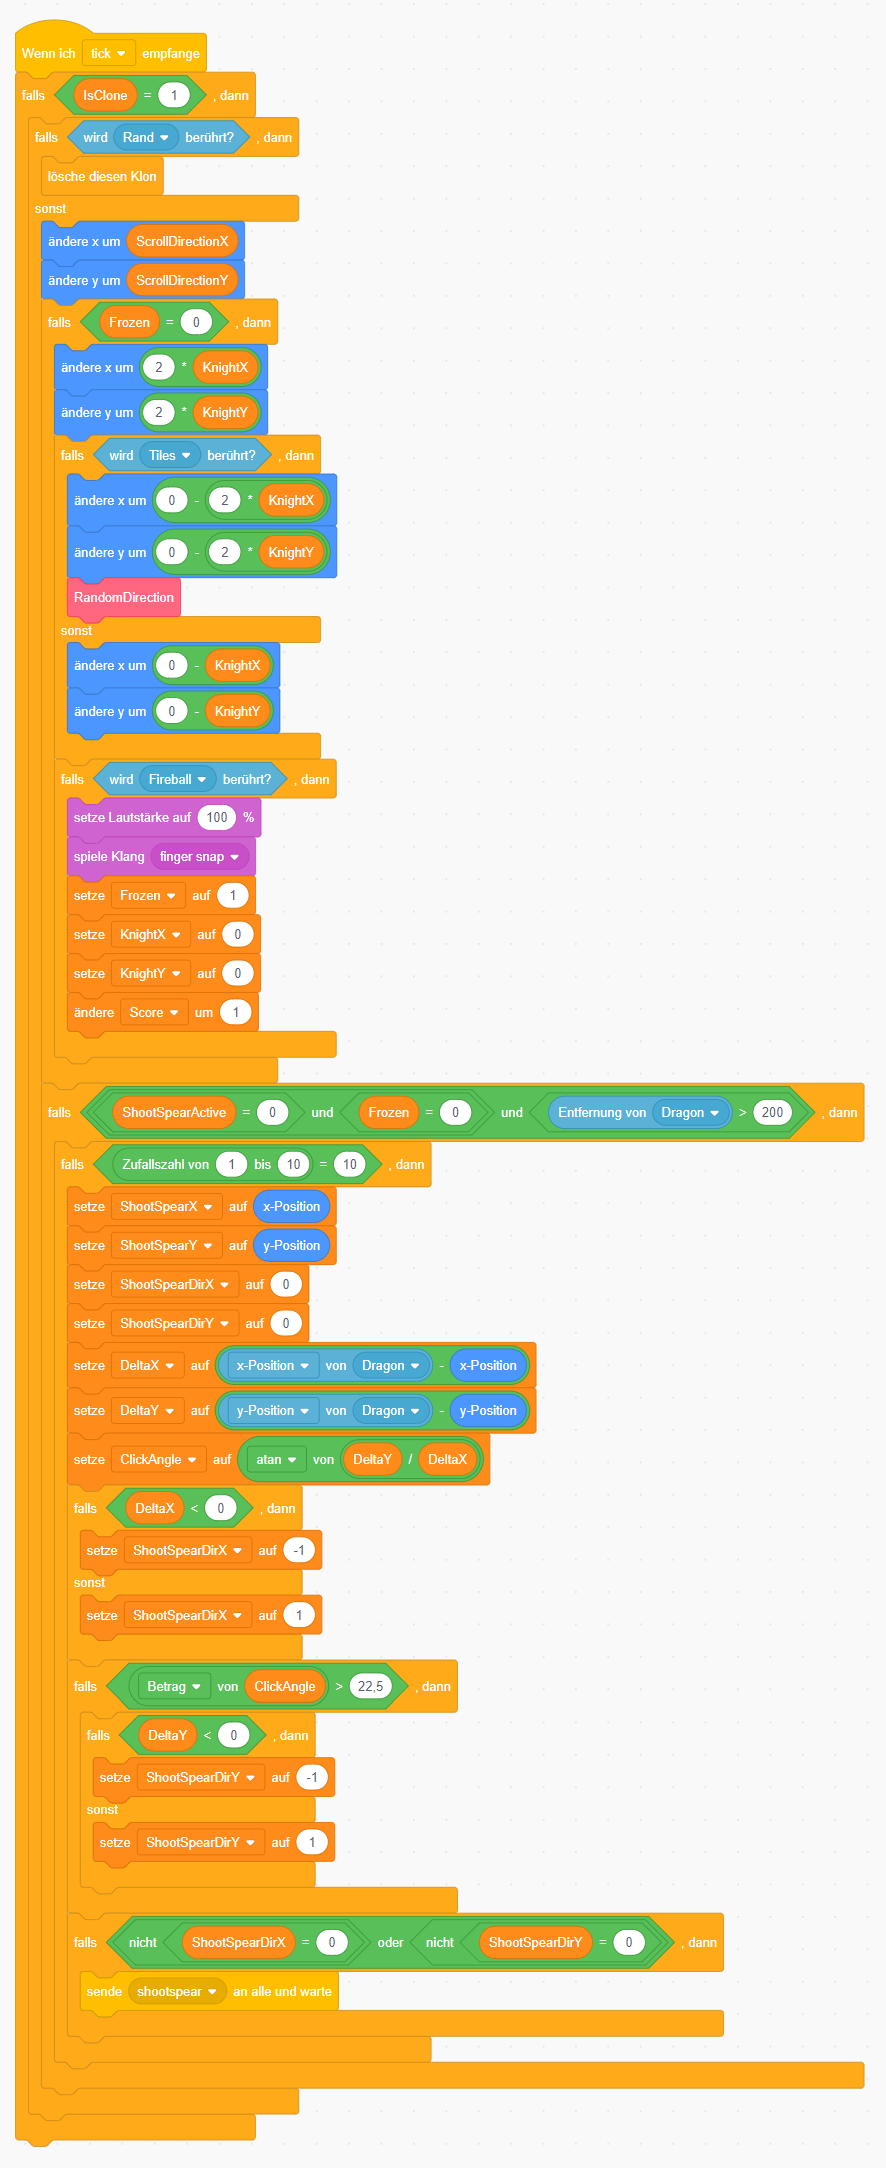 Wenn ich tick empfange
falls IsClone = 1 , dann
falls wird Rand berührt? , dann
lösche diesen Klon
sonst
ändere x um ScrollDirectionX
ändere y um ScrollDirectionY
falls Frozen = 0 , dann
ändere x um 2 * KnightX
ändere y um 2 * KnightY
falls wird Tiles berührt? , dann
ändere x um 0 - 2 * KnightX
ändere y um 0 - 2 * KnightY
RandomDirection
sonst
ändere x um 0 - KnightX
ändere y um 0 - KnightY
falls wird Fireball berührt? , dann
setze Lautstärke auf 100 %
spiele Klang finger snap
setze Frozen auf 1
setze KnightX auf 0
setze KnightY auf 0
ändere Score um 1
falls ShootSpearActive = 0 und Frozen = 0 und Entfernung von Dragon > 200 , dann
falls Zufallszahl von 1 bis 10 = 10 , dann
setze ShootSpearX auf x-Position
setze ShootSpearY auf y-Position
setze ShootSpearDirX auf 0
setze ShootSpearDirY auf 0
setze DeltaX auf x-Position von Dragon - x-Position
setze DeltaY auf y-Position von Dragon - y-Position
setze ClickAngle auf atan von DeltaY / DeltaX
falls DeltaX < 0 , dann
setze ShootSpearDirX auf -1
sonst
setze ShootSpearDirX auf 1
falls Betrag von ClickAngle > 22,5 , dann
falls DeltaY < 0 , dann
setze ShootSpearDirY auf -1
sonst
setze ShootSpearDirY auf 1
falls nicht ShootSpearDirX = 0 oder nicht ShootSpearDirY = 0 , dann
sende shootspear an alle und warte